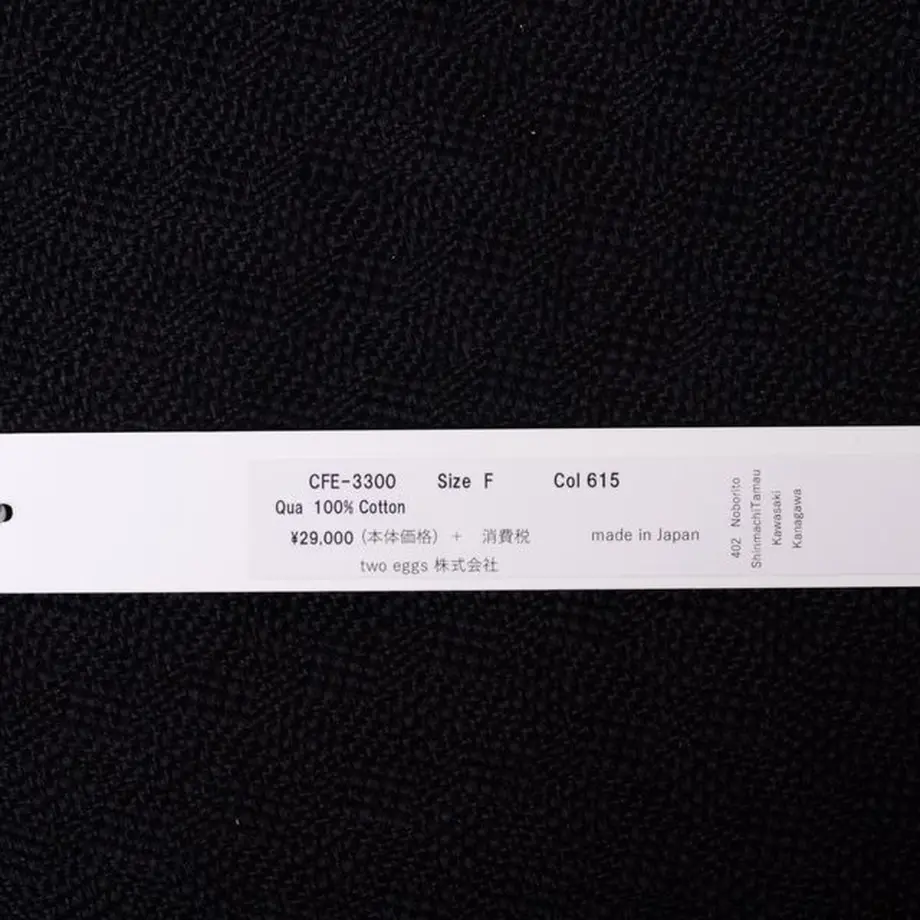 CFE-3300 Size F Col 615
Qua 100% Cotton
¥29,000 (本体価格) + 消費税 made in Japan
two eggs 株式会社
402 Noborito
ShinmachiTamau
Kawasaki
Kanagawa